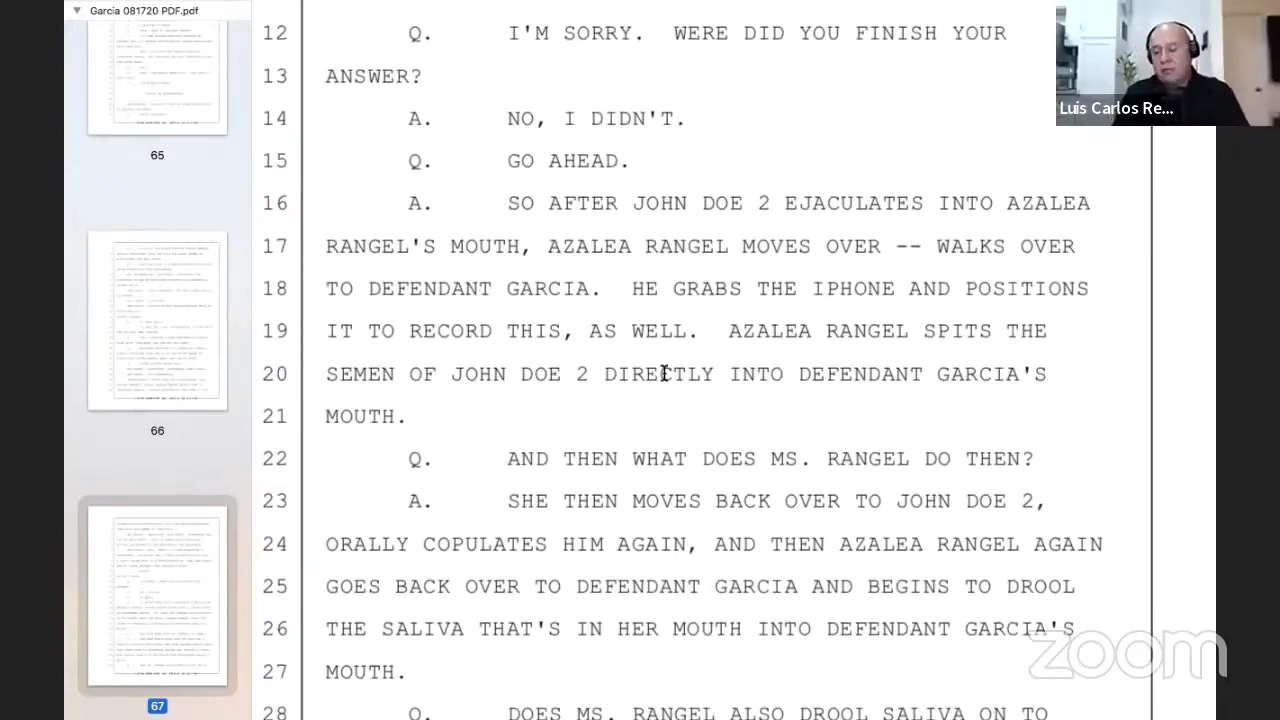 Garcia 081720 PDF.pdf
12 Q. I'M SORRY. WERE DID YOU FINISH YOUR
13 ANSWER?
14 A. NO, I DIDN'T.
15 Q. GO AHEAD.
16 A. SO AFTER JOHN DOE 2 EJACULATES INTO AZALEA
17 RANGEL'S MOUTH, AZALEA RANGEL MOVES OVER -- WALKS OVER
18 TO DEFENDANT GARCIA. HE GRABS THE IPHONE AND POSITIONS
19 IT TO RECORD THIS, AS WELL. AZALEA RANGEL SPITS THE
20 SEMEN OF JOHN DOE 2 DIRECTLY INTO DEFENDANT GARCIA'S
21 MOUTH.
22 Q. AND THEN WHAT DOES MS. RANGEL DO THEN?
23 A. SHE THEN MOVES BACK OVER TO JOHN DOE 2,
24 ORALLY COPULATES HIM AGAIN, AND THEN AZALEA RANGEL AGAIN
25 GOES BACK OVER TO DEFENDANT GARCIA AND BEGINS TO DROOL
26 THE SALIVA THAT'S IN HER MOUTH INTO DEFENDANT GARCIA'S
27 MOUTH.
28 Q. DOES MS. RANGEL ALSO DROOL SALIVA ON TO
65
66
67
Luis Carlos Re...
zoom